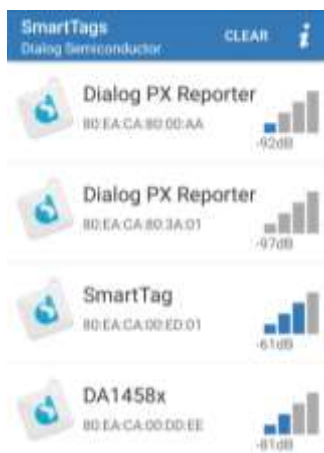 SmartTags
CLEAR
Dialog Semiconductor
Dialog PX Reporter
80:EA:CA:80:00:AA
-92dB
Dialog PX Reporter
80:EA:CA:80:3A:01
-97dB
SmartTag
80:EA:CA:00:ED:01
-61dB
DA1458x
80:EA:CA:00:DD:EE
-81dB